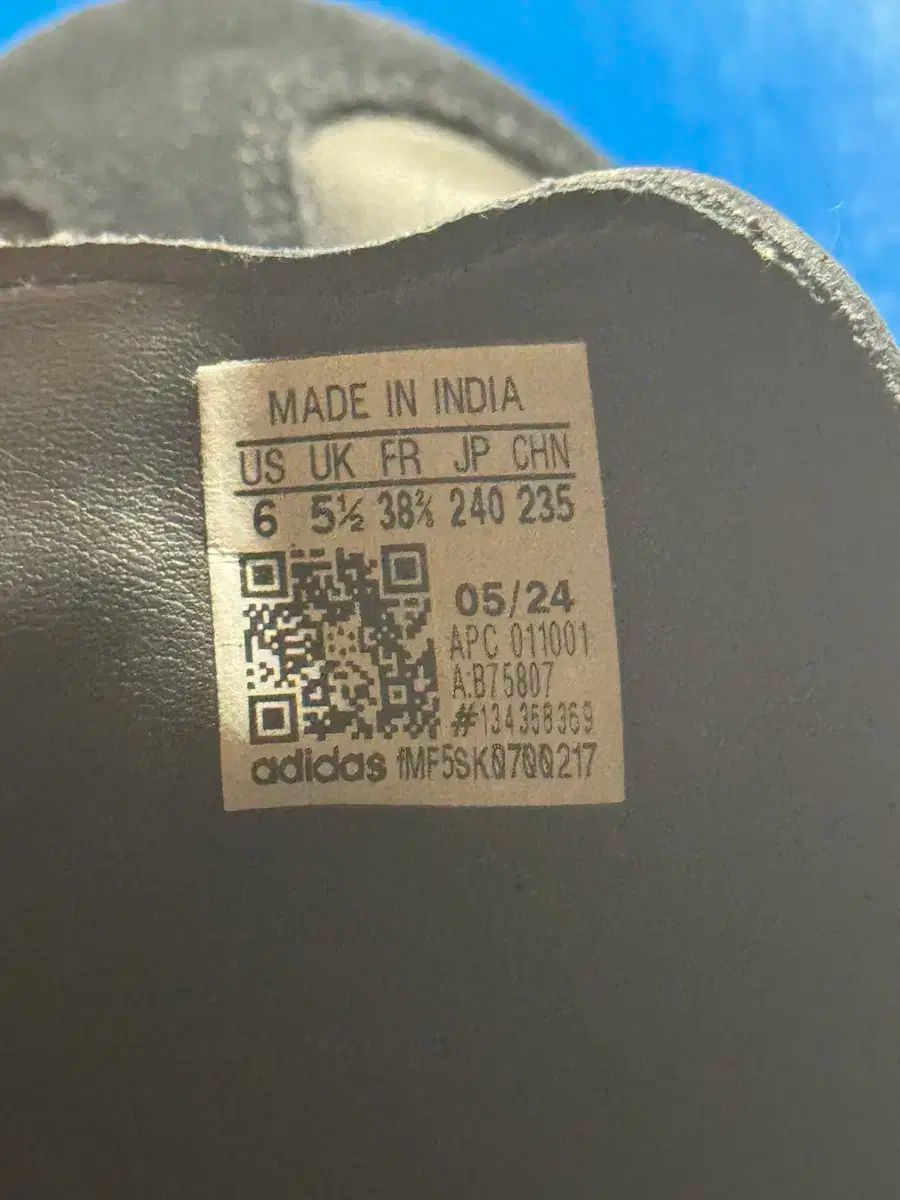 MADE IN INDIA
US UK FR JP CHN
6 5½ 38⅔ 240 235
05/24
APC 011001
A:B75807
#134358369
adidas 1MF5SK0700217